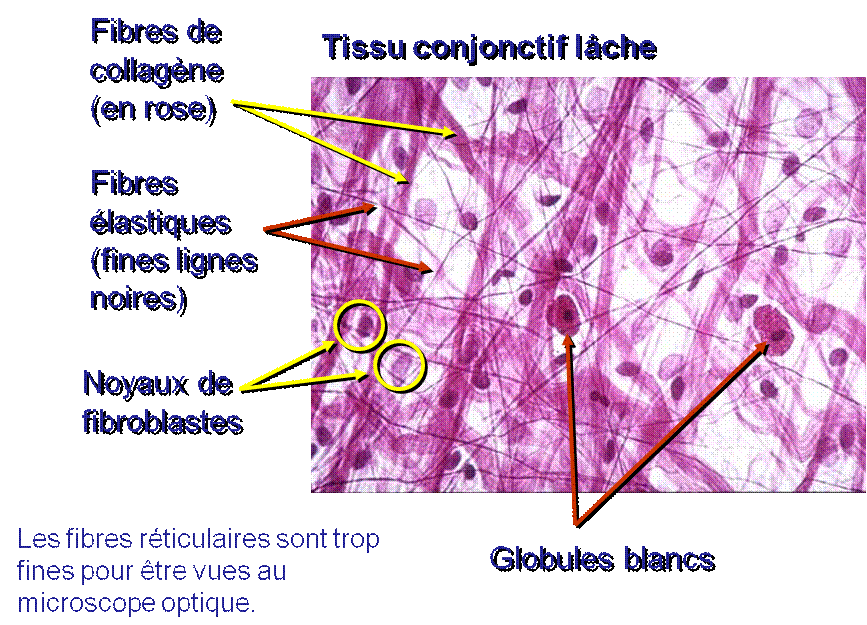 Tissu conjonctif lâche
Fibres de
collagène
(en rose)
Fibres
élastiques
(fines lignes
noires)
Noyaux de
fibroblastes
Globules blancs
Les fibres réticulaires sont trop
fines pour être vues au
microscope optique.